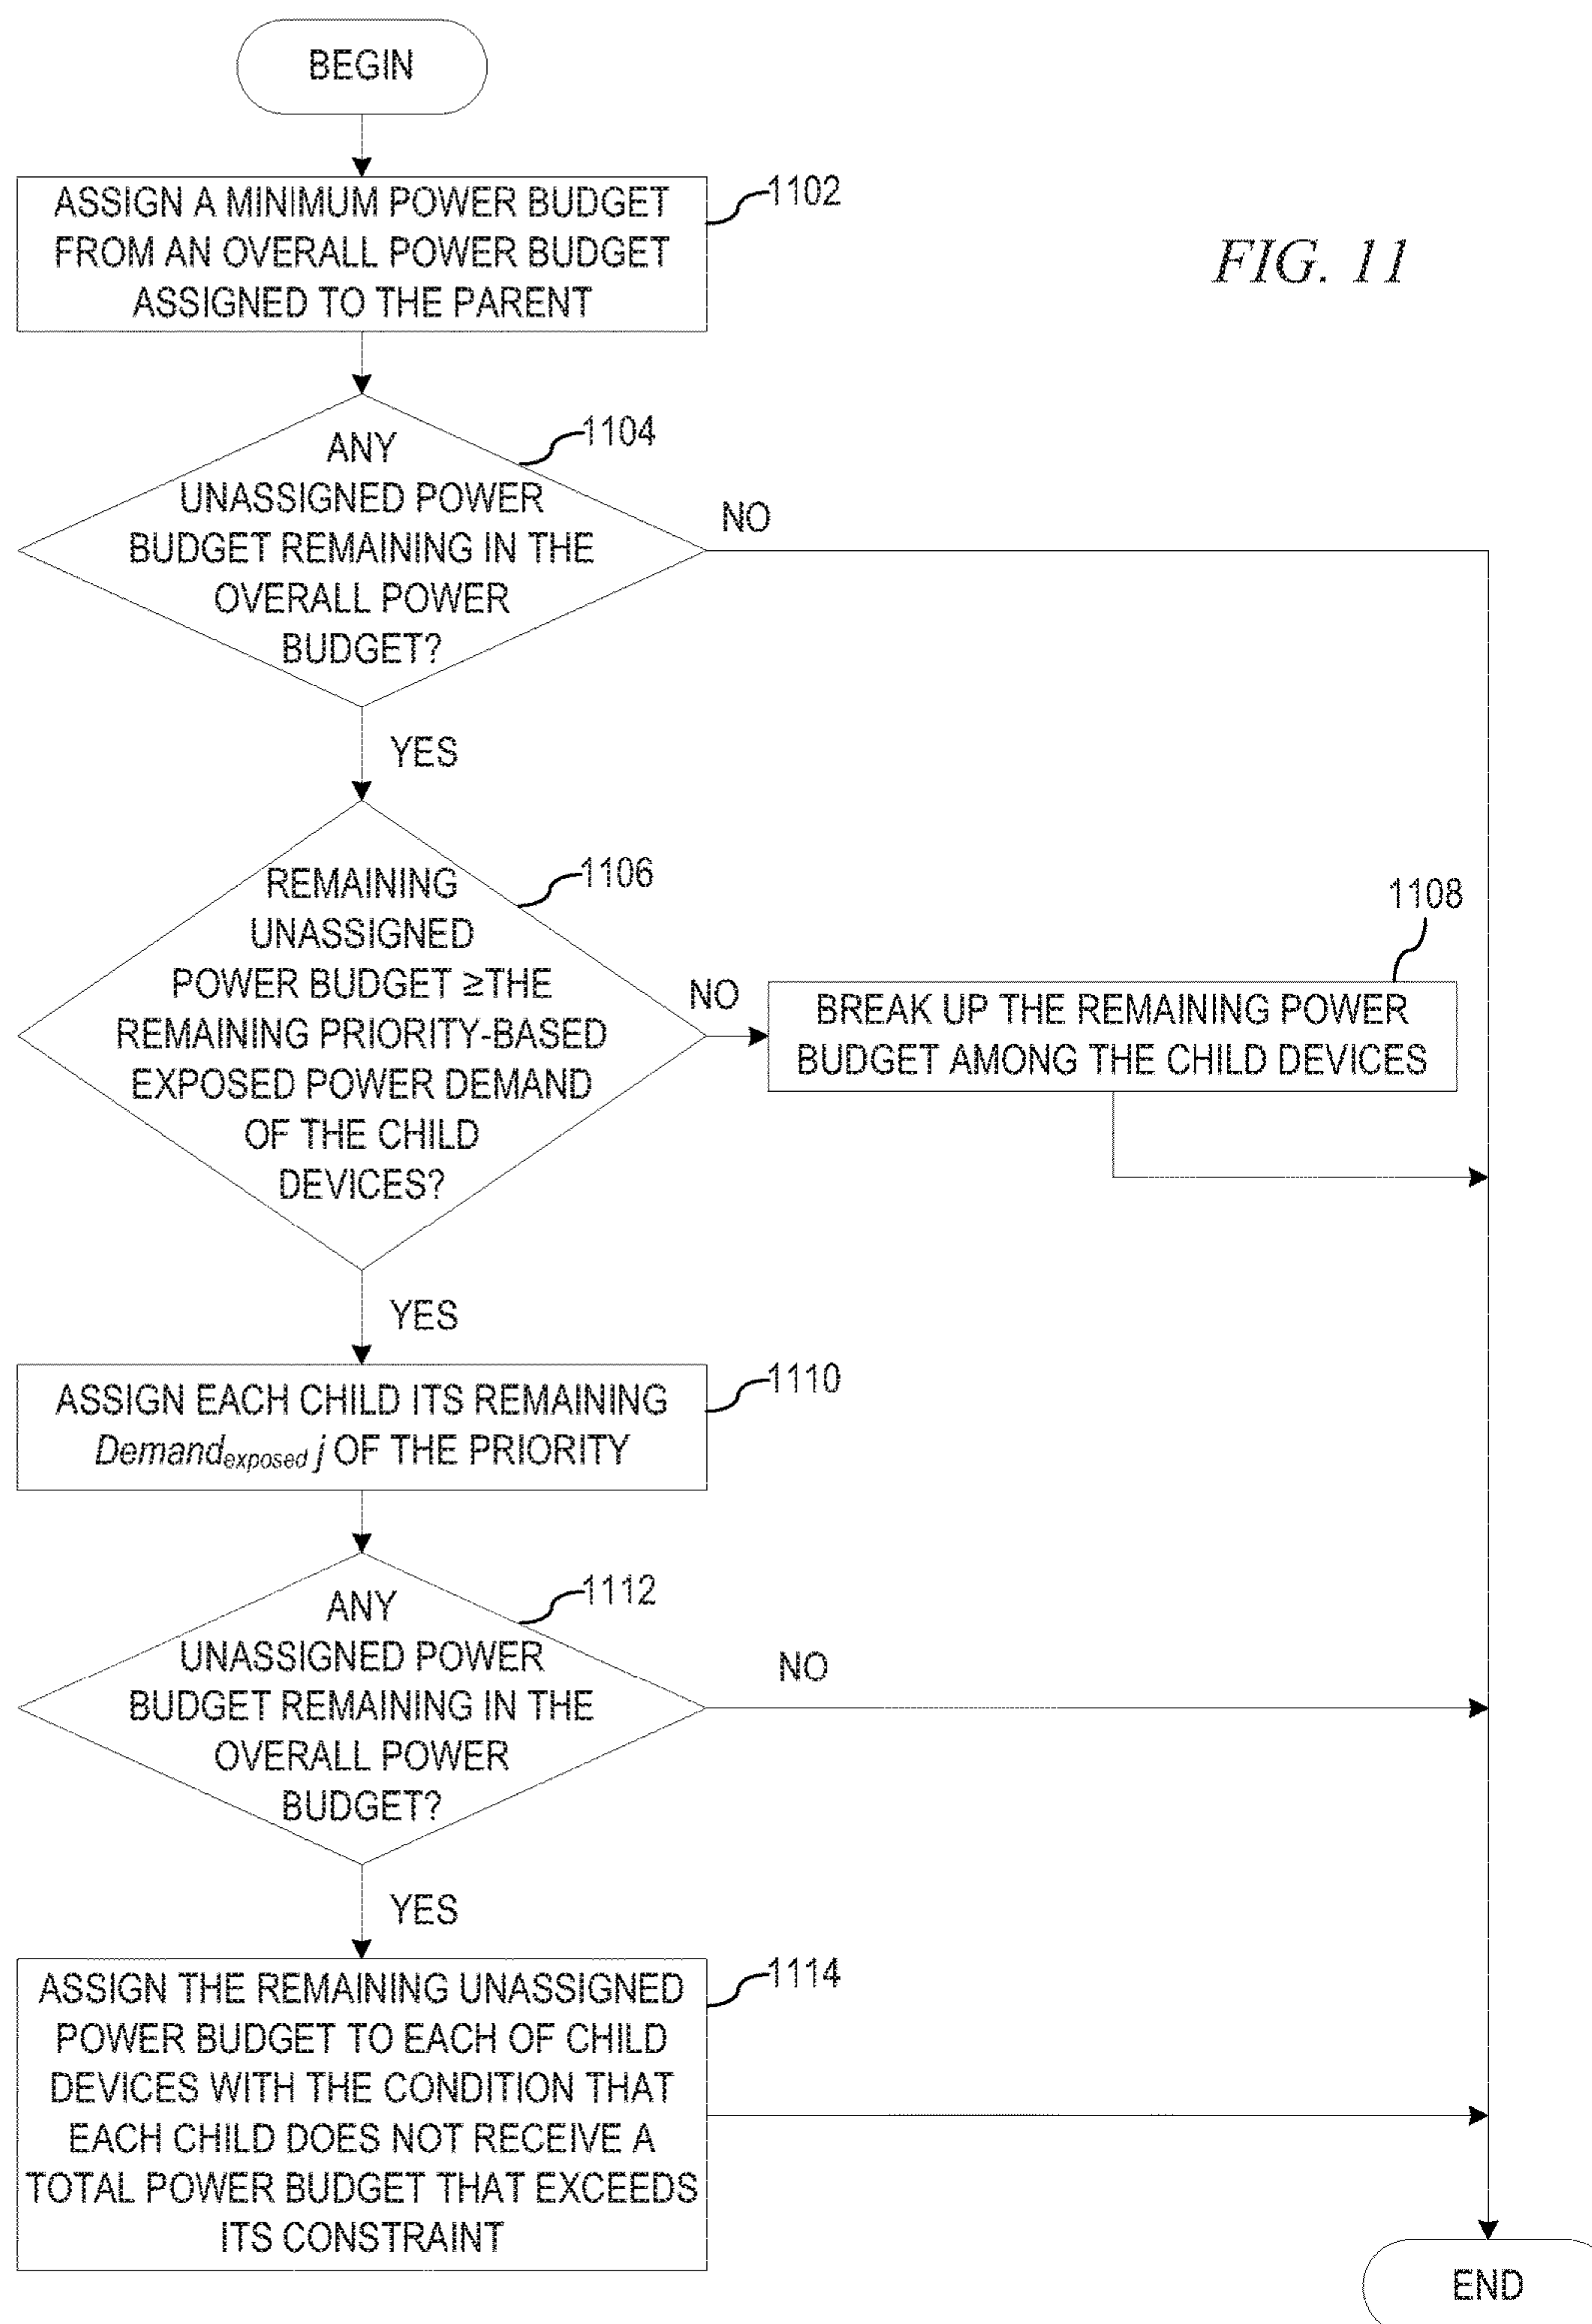 BEGIN
ASSIGN A MINIMUM POWER BUDGET
FROM AN OVERALL POWER BUDGET
ASSIGNED TO THE PARENT
1102
FIG. 11
ANY
UNASSIGNED POWER
BUDGET REMAINING IN THE
OVERALL POWER
BUDGET?
1104
NO
YES
REMAINING
UNASSIGNED
POWER BUDGET ≥THE
REMAINING PRIORITY-BASED
EXPOSED POWER DEMAND
OF THE CHILD
DEVICES?
1106
NO
1108
BREAK UP THE REMAINING POWER
BUDGET AMONG THE CHILD DEVICES
YES
ASSIGN EACH CHILD ITS REMAINING
Demandexposed j OF THE PRIORITY
1110
ANY
UNASSIGNED POWER
BUDGET REMAINING IN THE
OVERALL POWER
BUDGET?
1112
NO
YES
ASSIGN THE REMAINING UNASSIGNED
POWER BUDGET TO EACH OF CHILD
DEVICES WITH THE CONDITION THAT
EACH CHILD DOES NOT RECEIVE A
TOTAL POWER BUDGET THAT EXCEEDS
ITS CONSTRAINT
1114
END